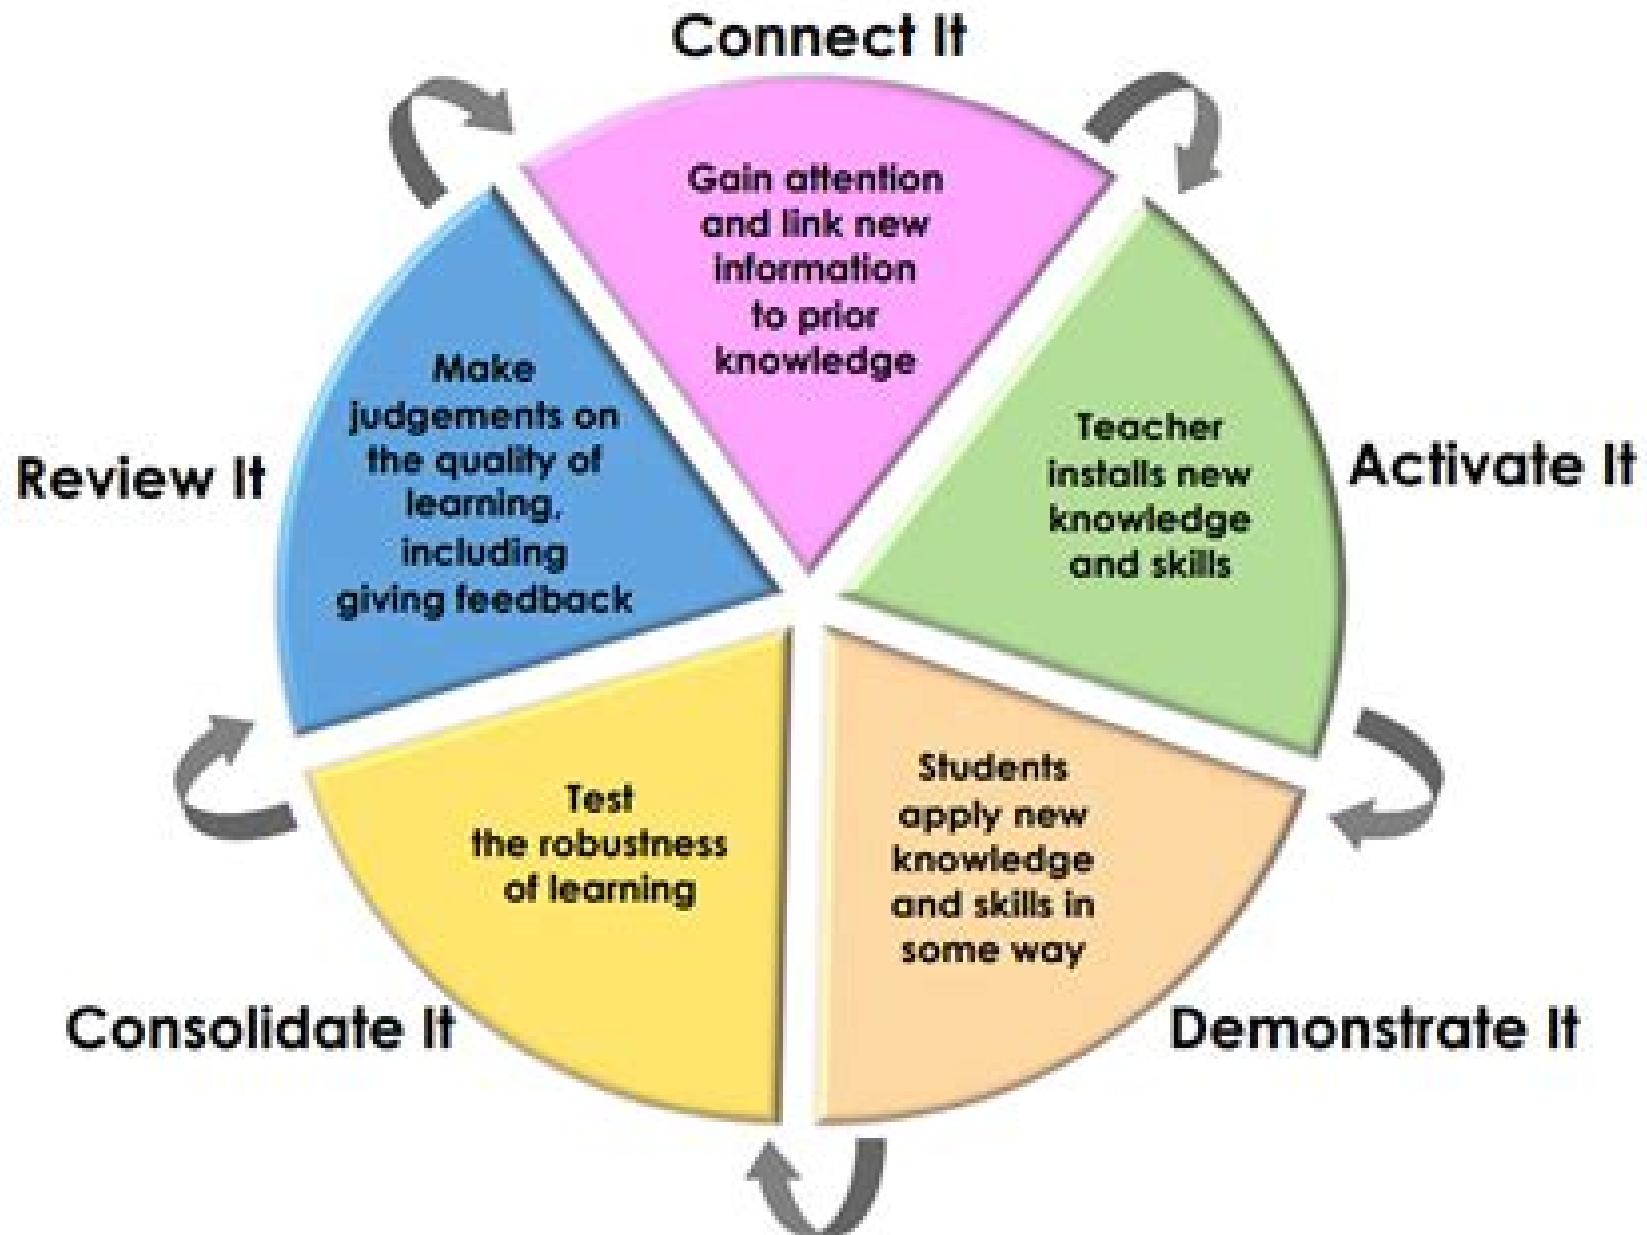 Connect It
Gain attention
and link new
information
to prior
knowledge
Activate It
Teacher
installs new
knowledge
and skills
Demonstrate It
Students
apply new
knowledge
and skills in
some way
Consolidate It
Test
the robustness
of learning
Review It
Make
judgements on
the quality of
learning,
including
giving feedback